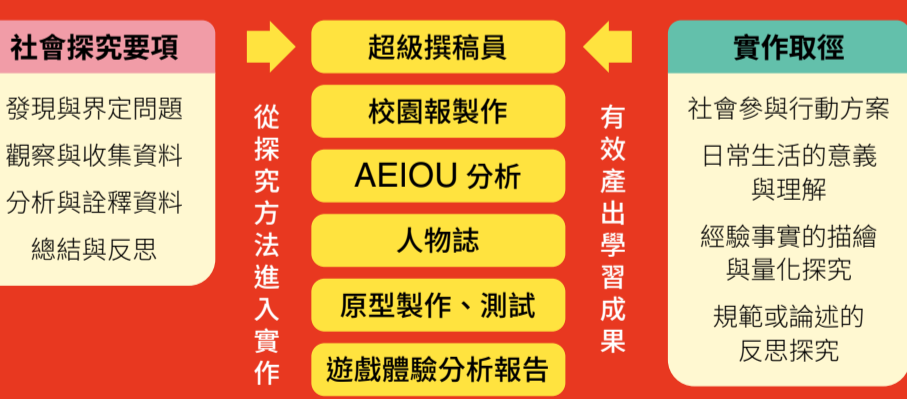 社會探究要項
發現與界定問題
觀察與收集資料
分析與詮釋資料
總結與反思
從探究方法進入實作
超級撰稿員
校園報製作
AEIOU 分析
人物誌
原型製作、測試
遊戲體驗分析報告
有效產出學習成果
實作取徑
社會參與行動方案
日常生活的意義
與理解
經驗事實的描繪
與量化探究
規範或論述的
反思探究